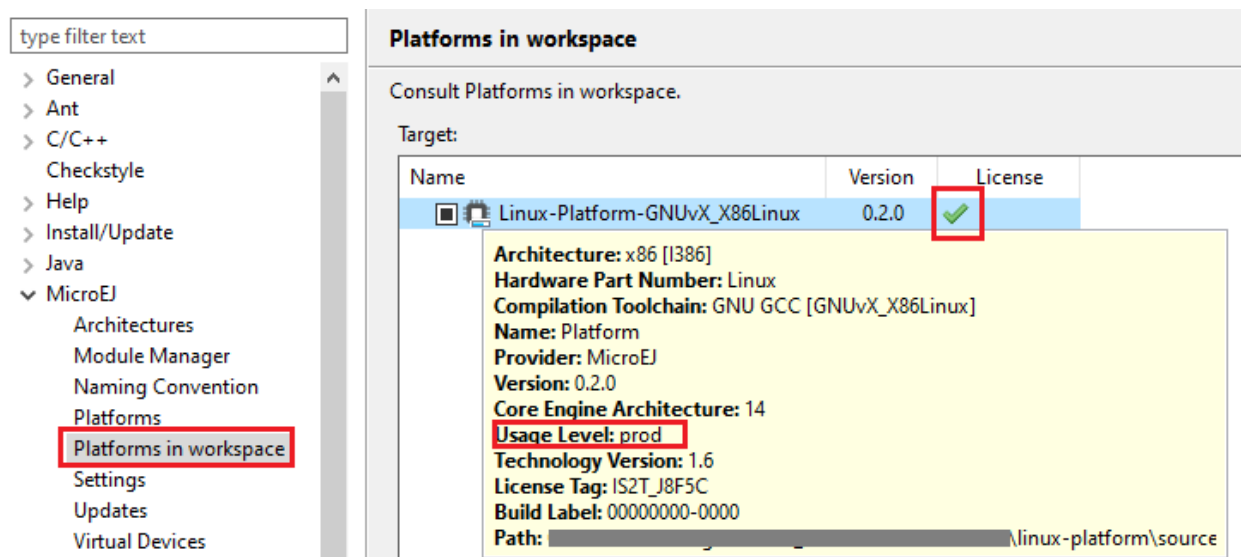 type filter text
General
Ant
C/C++
Checkstyle
Help
Install/Update
Java
MicroEJ
Architectures
Module Manager
Naming Convention
Platforms
Platforms in workspace
Settings
Updates
Virtual Devices
Platforms in workspace
Consult Platforms in workspace.
Target:
Name Version License
Linux-Platform-GNUvX_X86Linux 0.2.0
Architecture: x86 [I386]
Hardware Part Number: Linux
Compilation Toolchain: GNU GCC [GNUvX_X86Linux]
Name: Platform
Provider: MicroEJ
Version: 0.2.0
Core Engine Architecture: 14
Usage Level: prod
Technology Version: 1.6
License Tag: IS2T_J8F5C
Build Label: 00000000-0000
Path: \linux-platform\source